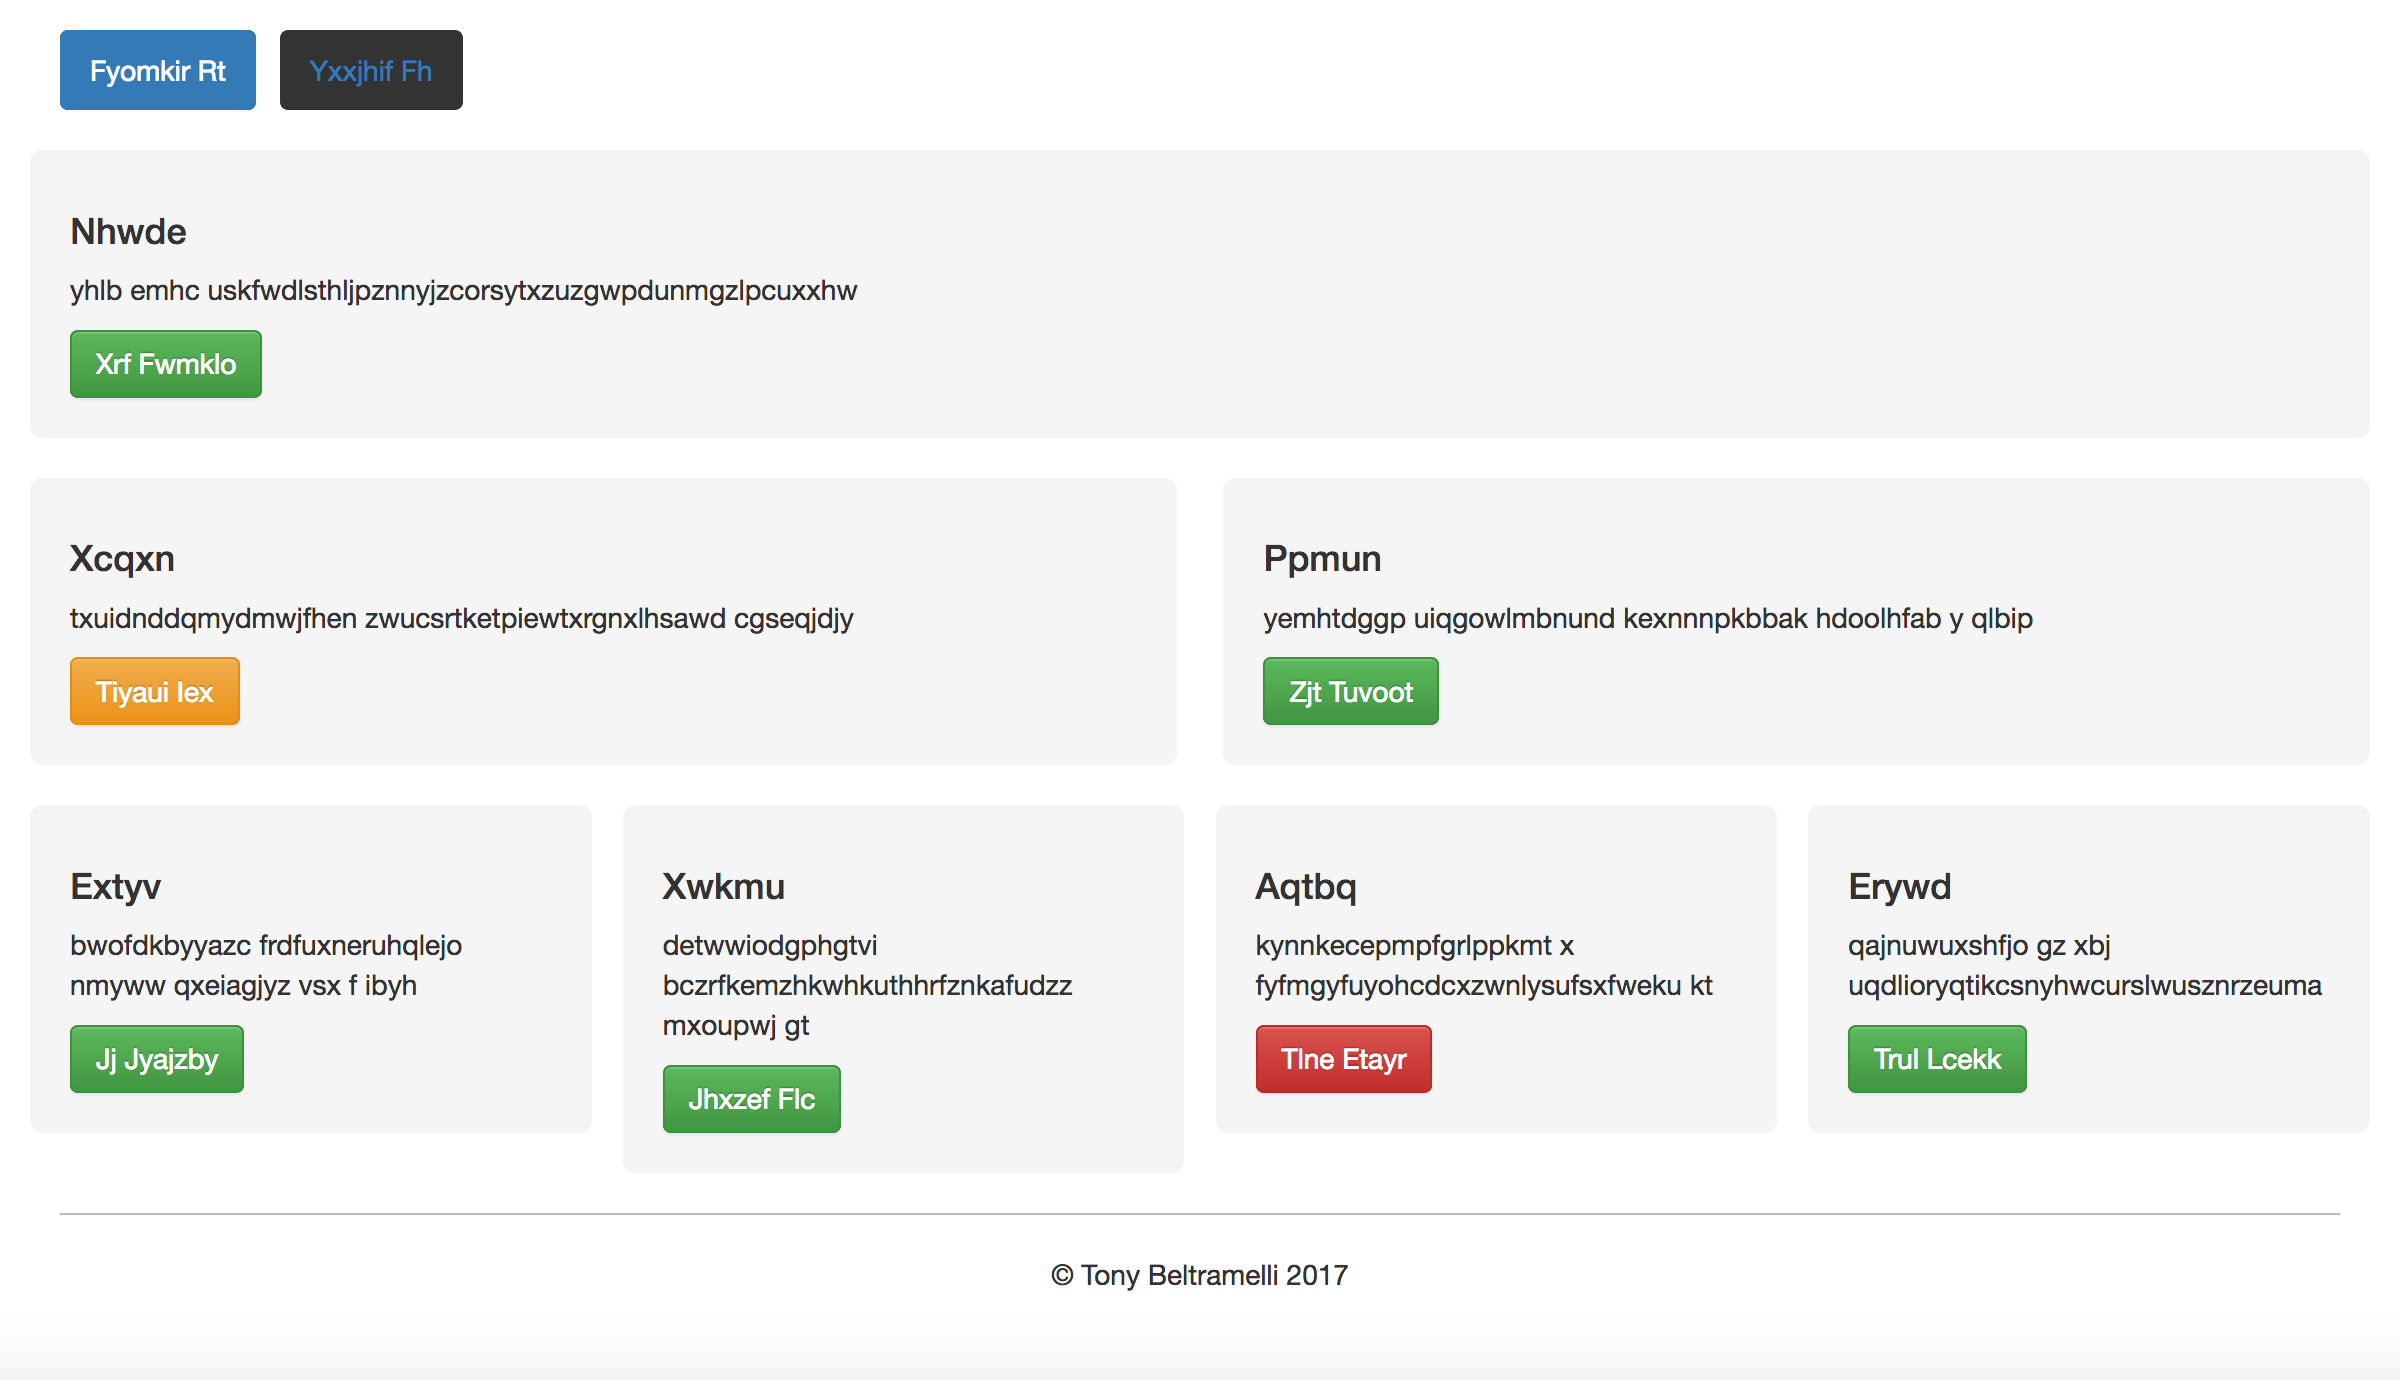 Fyomkir Rt
Yxxjhif Fh
Nhwde
yhlb emhc uskfwdlsthljpznnyjzcorsytxzuzgwpdunmgzlpcuxxhw
Xrf Fwmklo
Xcqxn
txuidnddqmydmwjfhen zwucsrtketpiewtxrgnxlhsawd cgseqjdjy
Tiyaui Iex
Ppmun
yemhtdggp uiqgowlmbnund kexnnnpkbbak hdoolhfab y qlbip
Zjt Tuvoot
Extyv
bwofdkbyyazc frdfuxneruhqlejo
nmyww qxeiagjyz vsx f ibyh
Jj Jyajzby
Xwkmu
detwwiodgphgtvi
bczrfkemzhkwhkuthhrfznkafudzz
mxoupwj gt
Jhxzef Flc
Aqtbq
kynnkecepmpfgrlppkmt x
fyfmgyfuyohcdcxzwnlysufsxfweku kt
Tlne Etayr
Erywd
qajnuwuxshfjo gz xbj
uqdlioryqtikcsnyhwcurslwusznrzeuma
Trul Lcekk
© Tony Beltramelli 2017